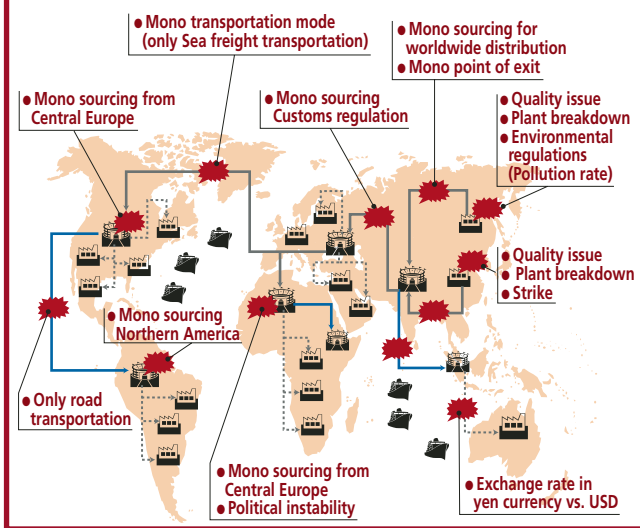 ● Mono transportation mode
(only Sea freight transportation)
● Mono sourcing for
worldwide distribution
● Mono point of exit
● Mono sourcing from
Central Europe
● Mono sourcing
Customs regulation
● Quality issue
● Plant breakdown
● Environmental
regulations
(Pollution rate)
● Quality issue
● Plant breakdown
● Strike
● Mono sourcing
Northern America
● Only road
transportation
● Mono sourcing from
Central Europe
● Political instability
● Exchange rate in
yen currency vs. USD